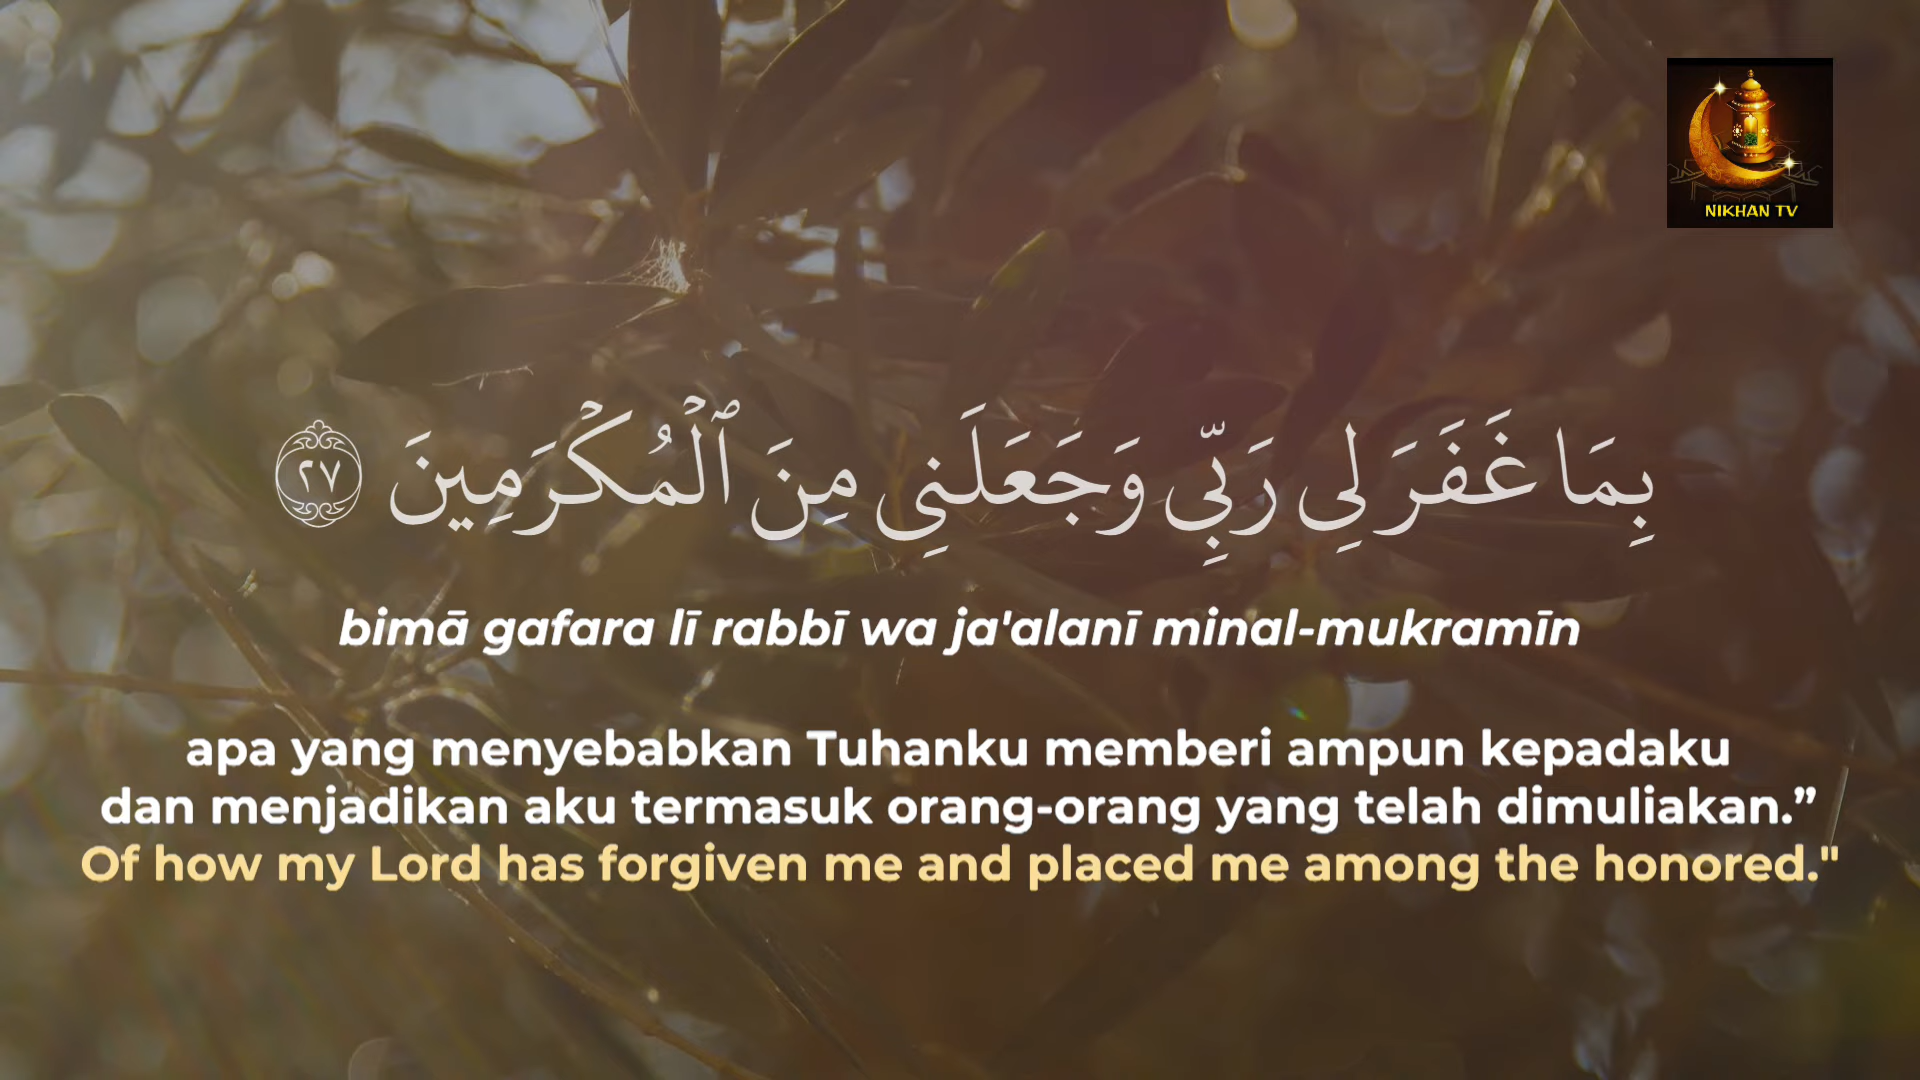 NIKHAN TV
بِمَا غَفَرَ لِي رَبِّي وَجَعَلَنِي مِنَ ٱلْمُكْرَمِينَ ٢٧
bimā gafara lī rabbī wa ja'alanī minal-mukramīn
apa yang menyebabkan Tuhanku memberi ampun kepadaku
dan menjadikan aku termasuk orang-orang yang telah dimuliakan.”
Of how my Lord has forgiven me and placed me among the honored."